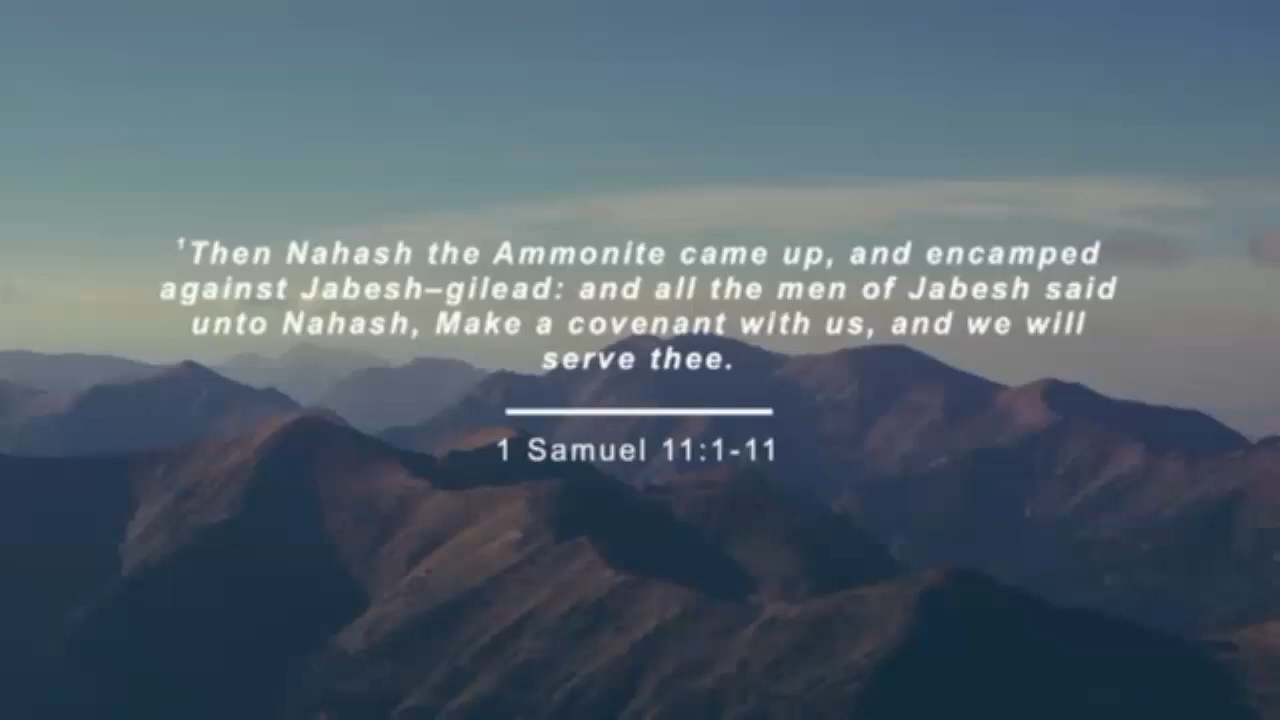 ¹Then Nahash the Ammonite came up, and encamped
against Jabesh–gilead: and all the men of Jabesh said
unto Nahash, Make a covenant with us, and we will
serve thee.
1 Samuel 11:1-11